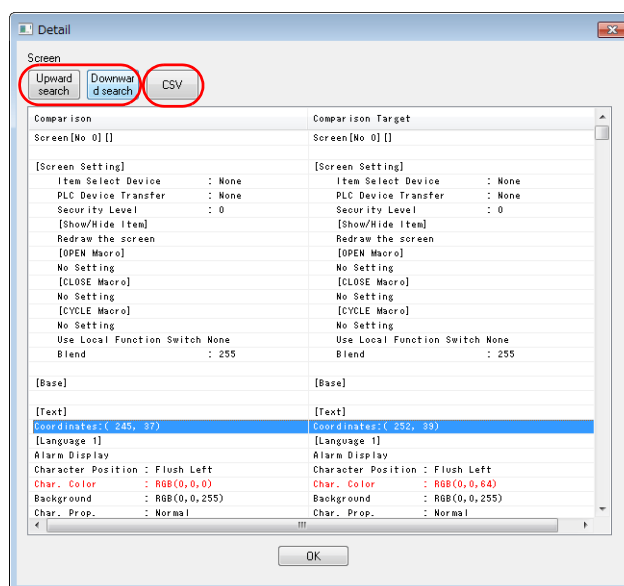 Detail
Screen
Upward search
Downwar d search
CSV
Comparison Comparison Target
Screen[No 0][] Screen[No 0][]
[Screen Setting] [Screen Setting]
Item Select Device : None Item Select Device : None
PLC Device Transfer : None PLC Device Transfer : None
Security Level : 0 Security Level : 0
[Show/Hide Item] [Show/Hide Item]
Redraw the screen Redraw the screen
[OPEN Macro] [OPEN Macro]
No Setting No Setting
[CLOSE Macro] [CLOSE Macro]
No Setting No Setting
[CYCLE Macro] [CYCLE Macro]
No Setting No Setting
Use Local Function Switch None Use Local Function Switch None
Blend : 255 Blend : 255
[Base] [Base]
[Text] [Text]
Coordinates:( 245, 37) Coordinates:( 252, 39)
[Language 1] [Language 1]
Alarm Display Alarm Display
Character Position : Flush Left Character Position : Flush Left
Char. Color : RGB(0,0,0) Char. Color : RGB(0,0,64)
Background : RGB(0,0,255) Background : RGB(0,0,255)
Char. Prop. : Normal Char. Prop. : Normal
OK